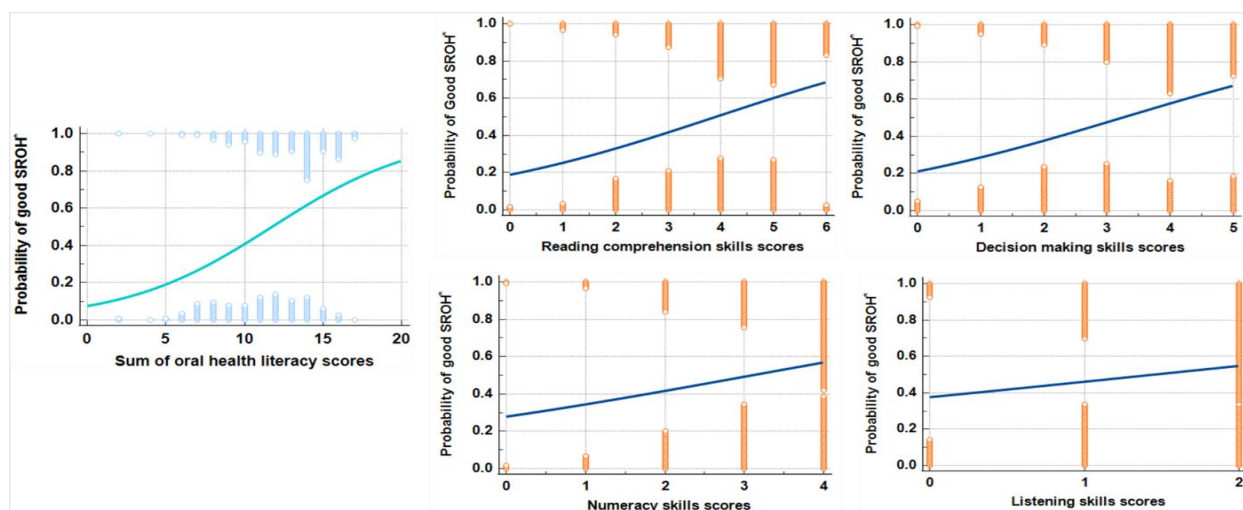 Probability of good SROH*
1.0
0.8
0.6
0.4
0.2
0.0
0 5 10 15 20
Sum of oral health literacy scores
Probability of Good SROH*
1.0
0.8
0.6
0.4
0.2
0.0
0 1 2 3 4 5 6
Reading comprehension skills scores
Probability of good SROH*
1.0
0.8
0.6
0.4
0.2
0.0
0 1 2 3 4 5
Decision making skills scores
Probability of good SROH*
1.0
0.8
0.6
0.4
0.2
0.0
0 1 2 3 4
Numeracy skills scores
Probability of good SROH*
1.0
0.8
0.6
0.4
0.2
0.0
0 1 2
Listening skills scores